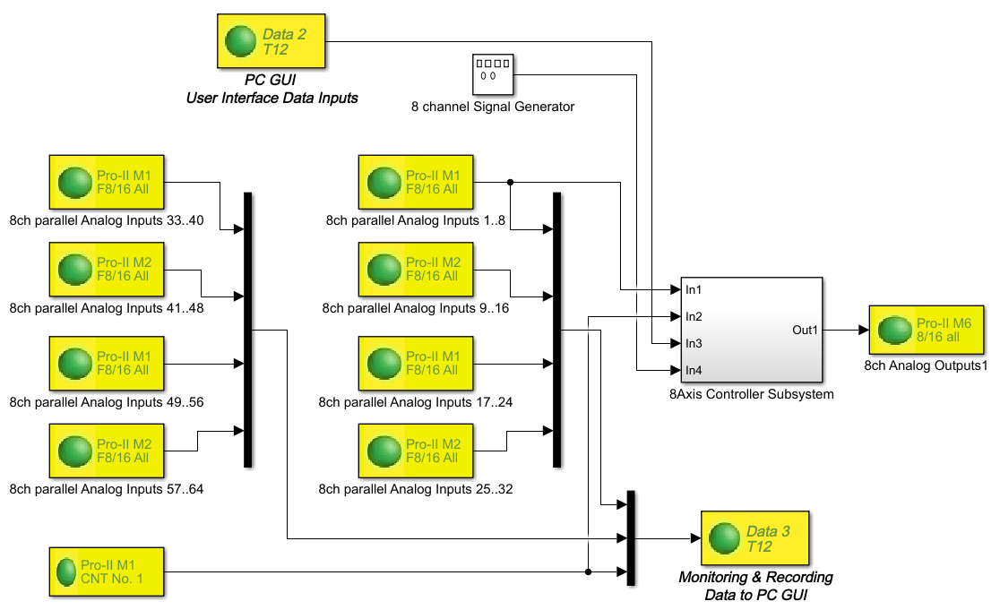 Data 2
T12
PC GUI
User Interface Data Inputs
8 channel Signal Generator
Pro-II M1
F8/16 All
8ch parallel Analog Inputs 33..40
Pro-II M2
F8/16 All
8ch parallel Analog Inputs 41..48
Pro-II M1
F8/16 All
8ch parallel Analog Inputs 49..56
Pro-II M2
F8/16 All
8ch parallel Analog Inputs 57..64
Pro-II M1
CNT No. 1
Pro-II M1
F8/16 All
8ch parallel Analog Inputs 1..8
Pro-II M2
F8/16 All
8ch parallel Analog Inputs 9..16
Pro-II M1
F8/16 All
8ch parallel Analog Inputs 17..24
Pro-II M2
F8/16 All
8ch parallel Analog Inputs 25..32
In1
In2
In3
In4
Out1
8Axis Controller Subsystem
Pro-II M6
8/16 all
8ch Analog Outputs1
Data 3
T12
Monitoring & Recording
Data to PC GUI